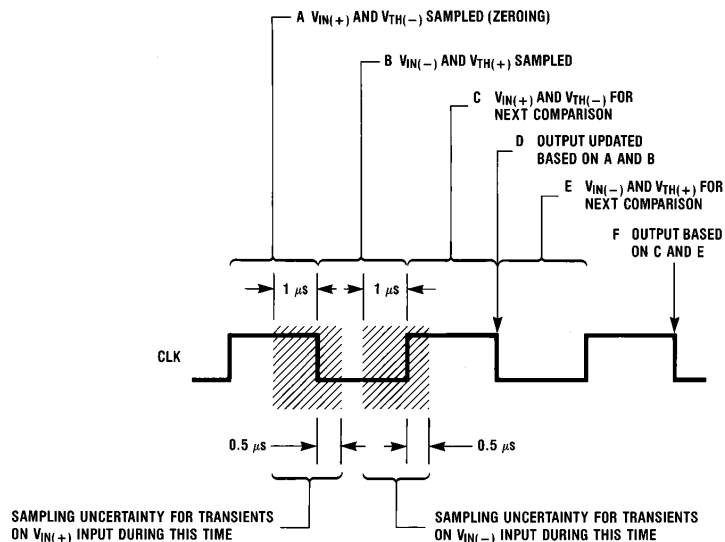 A V_IN(+) AND V_TH(−) SAMPLED (ZEROING)
B V_IN(−) AND V_TH(+) SAMPLED
C V_IN(+) AND V_TH(−) FOR
NEXT COMPARISON
D OUTPUT UPDATED
BASED ON A AND B
E V_IN(−) AND V_TH(+) FOR
NEXT COMPARISON
F OUTPUT BASED
ON C AND E
1 μs
1 μs
CLK
0.5 μs
0.5 μs
SAMPLING UNCERTAINTY FOR TRANSIENTS
ON V_IN(+) INPUT DURING THIS TIME
SAMPLING UNCERTAINTY FOR TRANSIENTS
ON V_IN(−) INPUT DURING THIS TIME